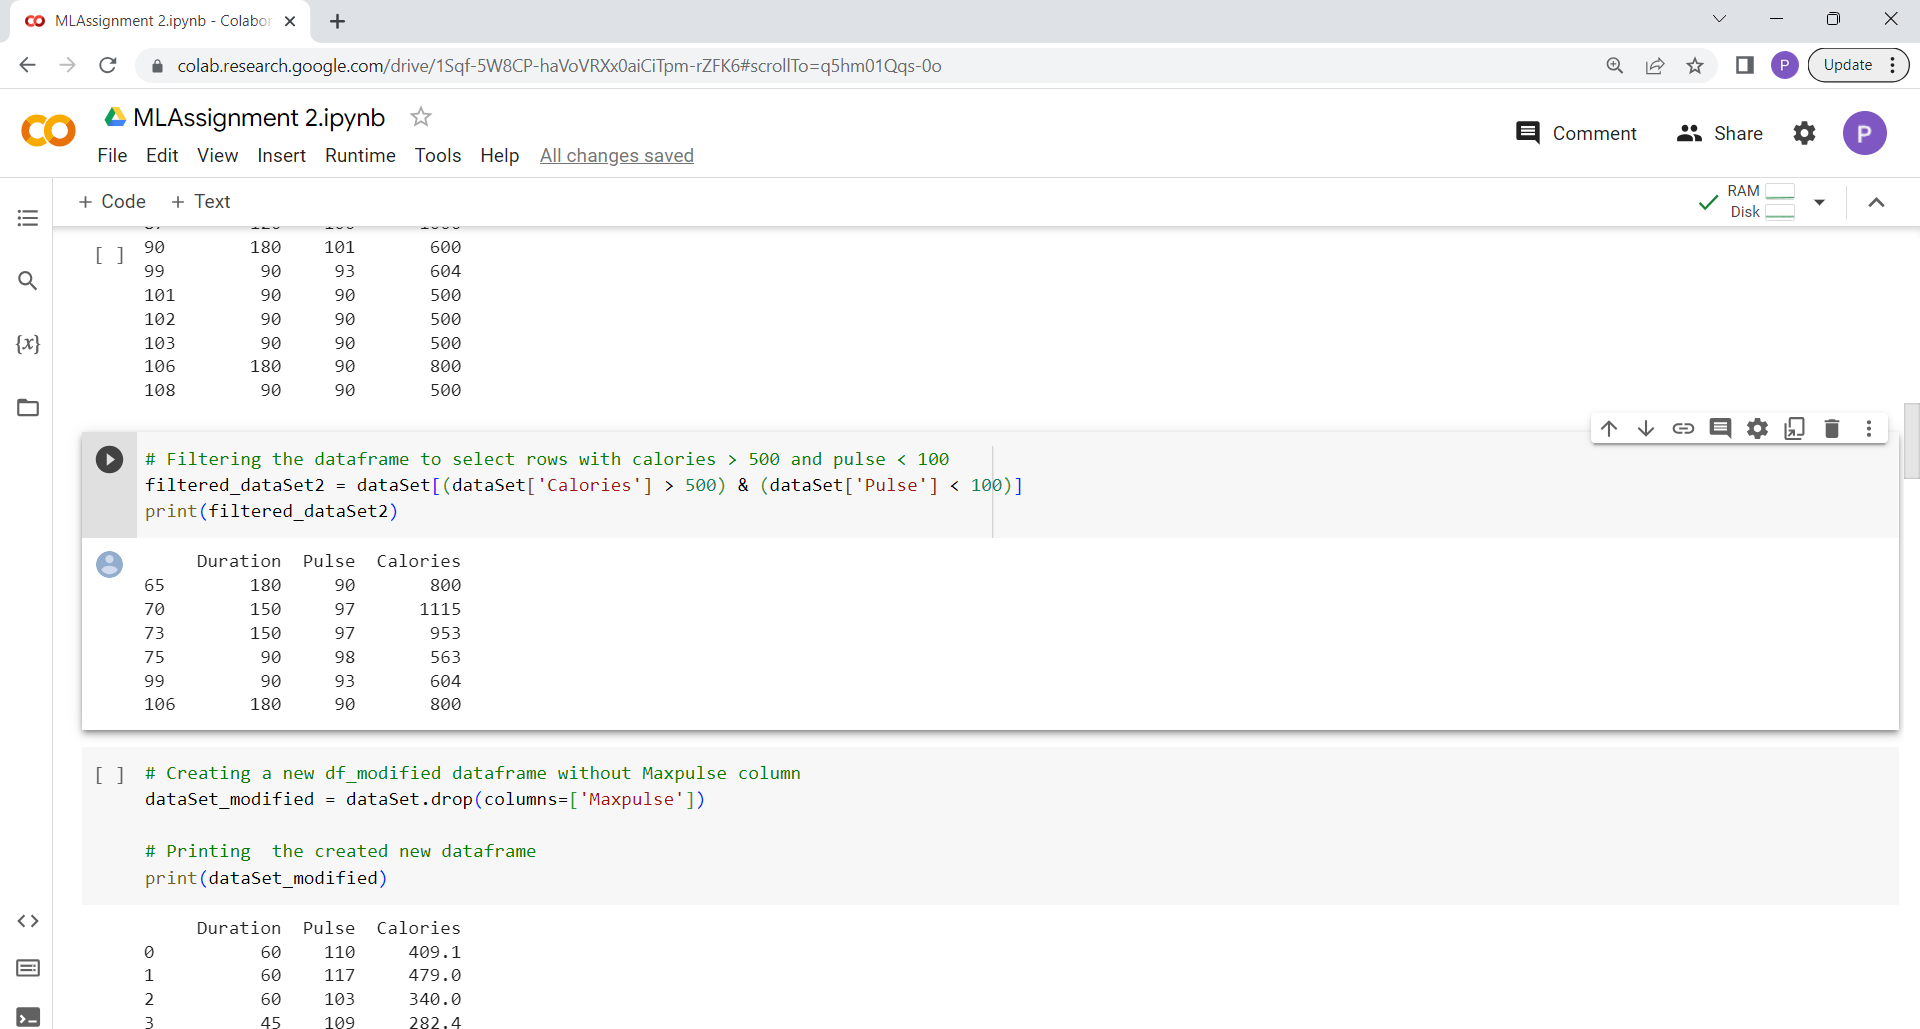 MLAssignment 2.ipynb - Colabor
colab.research.google.com/drive/1Sqf-5W8CP-haVoVRXx0aiCiTpm-rZFK6#scrollTo=q5hm01Qqs-0o
P
Update
MLAssignment 2.ipynb
Comment
Share
P
File Edit View Insert Runtime Tools Help All changes saved
+ Code + Text
RAM
Disk
[ ]
90 180 101 600
99 90 93 604
101 90 90 500
102 90 90 500
103 90 90 500
106 180 90 800
108 90 90 500
{x}
# Filtering the dataframe to select rows with calories > 500 and pulse < 100
filtered_dataSet2 = dataSet[(dataSet['Calories'] > 500) & (dataSet['Pulse'] < 100)]
print(filtered_dataSet2)
Duration Pulse Calories
65 180 90 800
70 150 97 1115
73 150 97 953
75 90 98 563
99 90 93 604
106 180 90 800
[ ]
# Creating a new df_modified dataframe without Maxpulse column
dataSet_modified = dataSet.drop(columns=['Maxpulse'])
# Printing  the created new dataframe
print(dataSet_modified)
Duration Pulse Calories
0 60 110 409.1
1 60 117 479.0
2 60 103 340.0
3 45 109 282.4